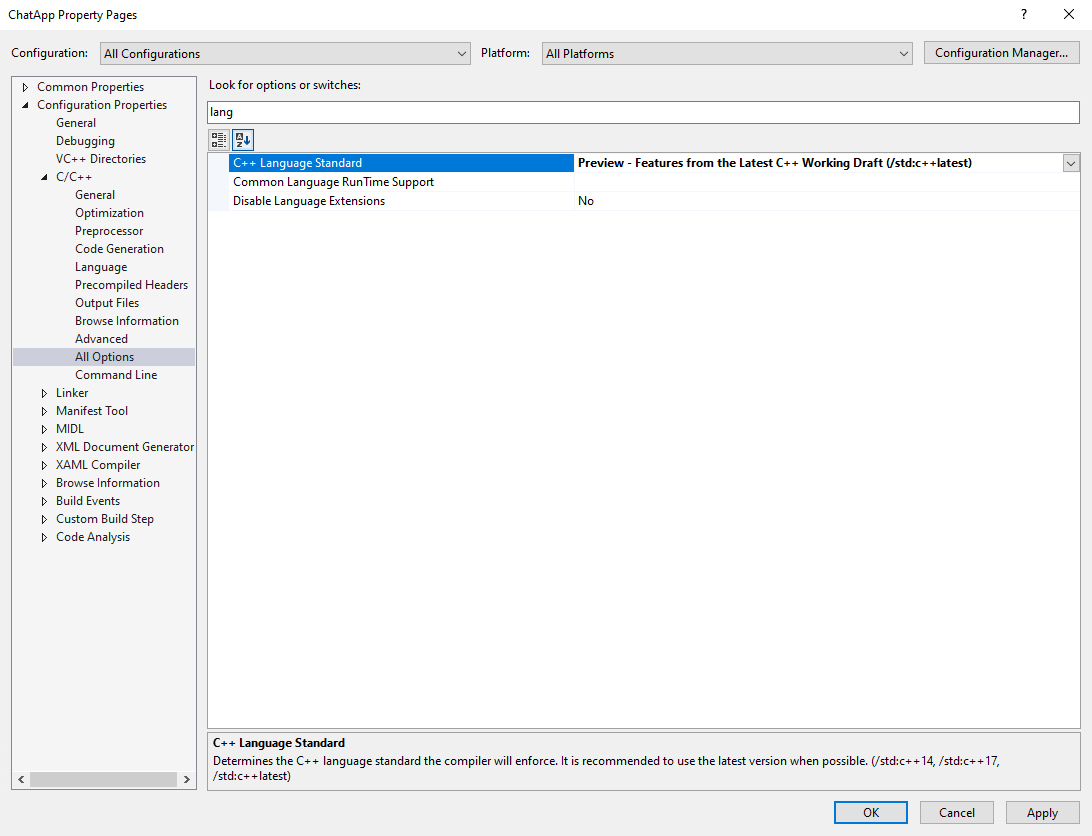 ChatApp Property Pages
?
Configuration: All Configurations Platform: All Platforms Configuration Manager...
Common Properties
Configuration Properties
General
Debugging
VC++ Directories
C/C++
General
Optimization
Preprocessor
Code Generation
Language
Precompiled Headers
Output Files
Browse Information
Advanced
All Options
Command Line
Linker
Manifest Tool
MIDL
XML Document Generator
XAML Compiler
Browse Information
Build Events
Custom Build Step
Code Analysis
Look for options or switches:
lang
A
Z
C++ Language Standard Preview - Features from the Latest C++ Working Draft (/std:c++latest)
Common Language RunTime Support
Disable Language Extensions No
C++ Language Standard
Determines the C++ language standard the compiler will enforce. It is recommended to use the latest version when possible. (/std:c++14, /std:c++17,
/std:c++latest)
OK Cancel Apply